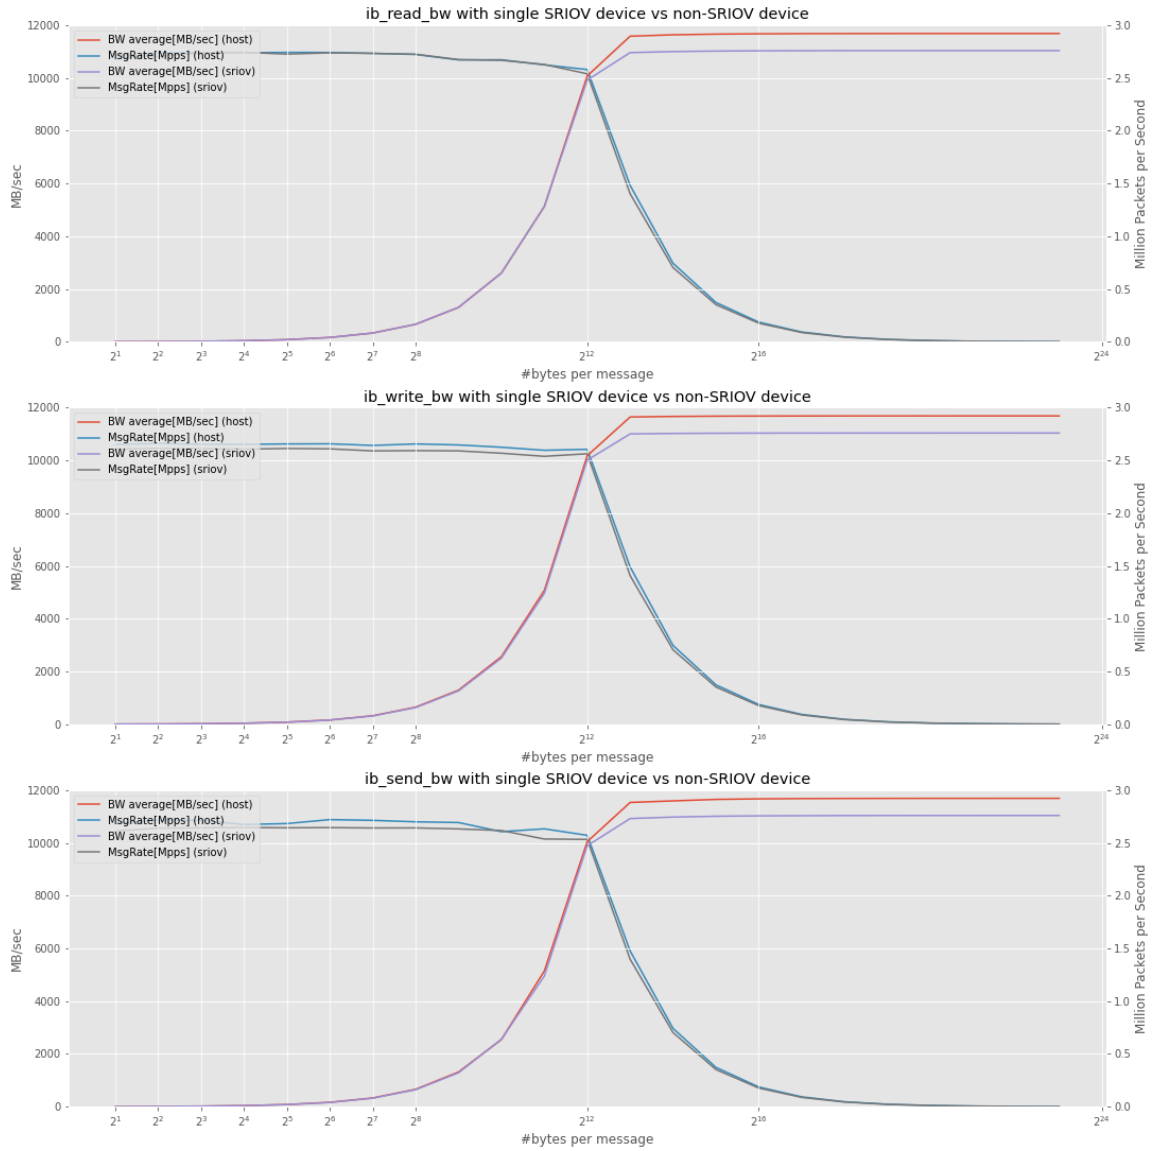 ib_read_bw with single SRIOV device vs non-SRIOV device
BW average[MB/sec] (host)
MsgRate[Mpps] (host)
BW average[MB/sec] (sriov)
MsgRate[Mpps] (sriov)
12000
10000
8000
6000
4000
2000
0
MB/sec
3.0
2.5
2.0
1.5
1.0
0.5
0.0
Million Packets per Second
2¹ 2² 2³ 2⁴ 2⁵ 2⁶ 2⁷ 2⁸ 2¹² 2¹⁶ 2²⁴
#bytes per message
ib_write_bw with single SRIOV device vs non-SRIOV device
BW average[MB/sec] (host)
MsgRate[Mpps] (host)
BW average[MB/sec] (sriov)
MsgRate[Mpps] (sriov)
12000
10000
8000
6000
4000
2000
0
MB/sec
3.0
2.5
2.0
1.5
1.0
0.5
0.0
Million Packets per Second
2¹ 2² 2³ 2⁴ 2⁵ 2⁶ 2⁷ 2⁸ 2¹² 2¹⁶ 2²⁴
#bytes per message
ib_send_bw with single SRIOV device vs non-SRIOV device
BW average[MB/sec] (host)
MsgRate[Mpps] (host)
BW average[MB/sec] (sriov)
MsgRate[Mpps] (sriov)
12000
10000
8000
6000
4000
2000
0
MB/sec
3.0
2.5
2.0
1.5
1.0
0.5
0.0
Million Packets per Second
2¹ 2² 2³ 2⁴ 2⁵ 2⁶ 2⁷ 2⁸ 2¹² 2¹⁶ 2²⁴
#bytes per message